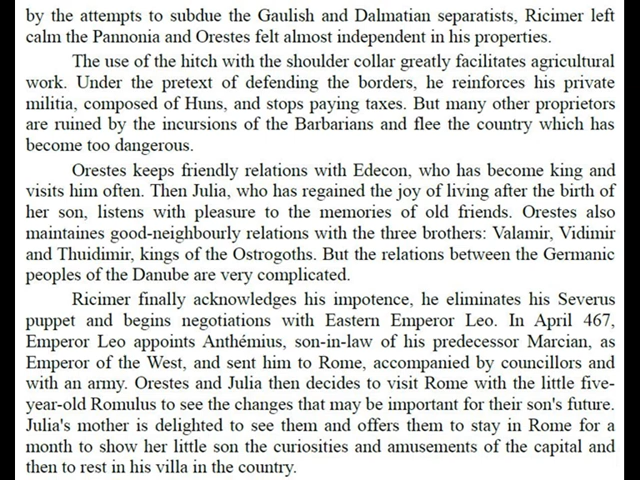 by the attempts to subdue the Gaulish and Dalmatian separatists, Ricimer left
calm the Pannonia and Orestes felt almost independent in his properties.
The use of the hitch with the shoulder collar greatly facilitates agricultural
work. Under the pretext of defending the borders, he reinforces his private
militia, composed of Huns, and stops paying taxes. But many other proprietors
are ruined by the incursions of the Barbarians and flee the country which has
become too dangerous.
Orestes keeps friendly relations with Edecon, who has become king and
visits him often. Then Julia, who has regained the joy of living after the birth of
her son, listens with pleasure to the memories of old friends. Orestes also
maintaines good-neighbourly relations with the three brothers: Valamir, Vidimir
and Thuidimir, kings of the Ostrogoths. But the relations between the Germanic
peoples of the Danube are very complicated.
Ricimer finally acknowledges his impotence, he eliminates his Severus
puppet and begins negotiations with Eastern Emperor Leo. In April 467,
Emperor Leo appoints Anthémius, son-in-law of his predecessor Marcian, as
Emperor of the West, and sent him to Rome, accompanied by councillors and
with an army. Orestes and Julia then decides to visit Rome with the little five-
year-old Romulus to see the changes that may be important for their son's future.
Julia's mother is delighted to see them and offers them to stay in Rome for a
month to show her little son the curiosities and amusements of the capital and
then to rest in his villa in the country.